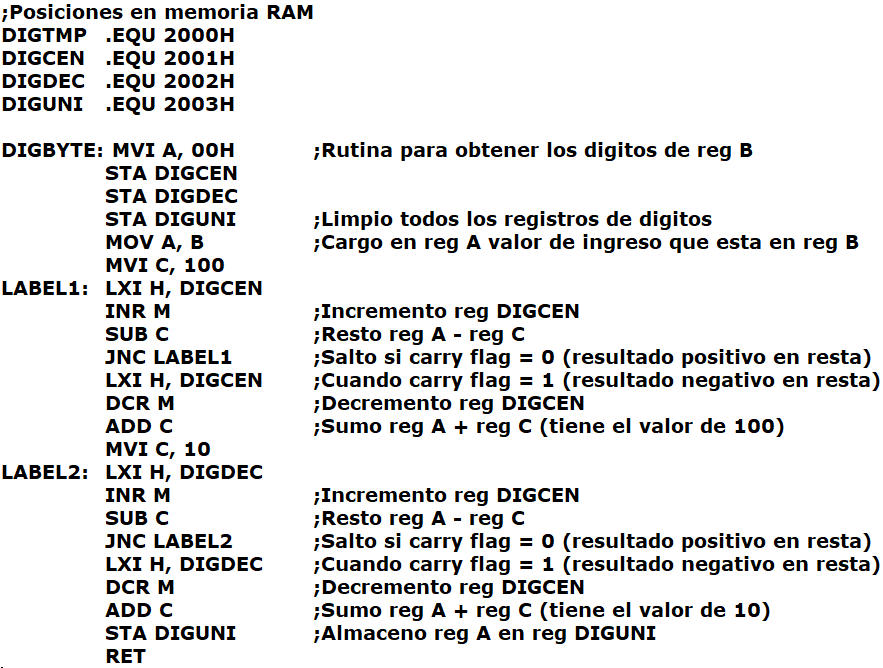 ;Posiciones en memoria RAM
DIGTMP .EQU 2000H
DIGCEN .EQU 2001H
DIGDEC .EQU 2002H
DIGUNI .EQU 2003H
DIGBYTE: MVI A, 00H ;Rutina para obtener los digitos de reg B
STA DIGCEN
STA DIGDEC
STA DIGUNI ;Limpio todos los registros de digitos
MOV A, B ;Cargo en reg A valor de ingreso que esta en reg B
MVI C, 100
LABEL1: LXI H, DIGCEN
INR M ;Incremento reg DIGCEN
SUB C ;Resto reg A - reg C
JNC LABEL1 ;Salto si carry flag = 0 (resultado positivo en resta)
LXI H, DIGCEN ;Cuando carry flag = 1 (resultado negativo en resta)
DCR M ;Decremento reg DIGCEN
ADD C ;Sumo reg A + reg C (tiene el valor de 100)
MVI C, 10
LABEL2: LXI H, DIGDEC
INR M ;Incremento reg DIGCEN
SUB C ;Resto reg A - reg C
JNC LABEL2 ;Salto si carry flag = 0 (resultado positivo en resta)
LXI H, DIGDEC ;Cuando carry flag = 1 (resultado negativo en resta)
DCR M ;Decremento reg DIGCEN
ADD C ;Sumo reg A + reg C (tiene el valor de 10)
STA DIGUNI ;Almaceno reg A en reg DIGUNI
RET